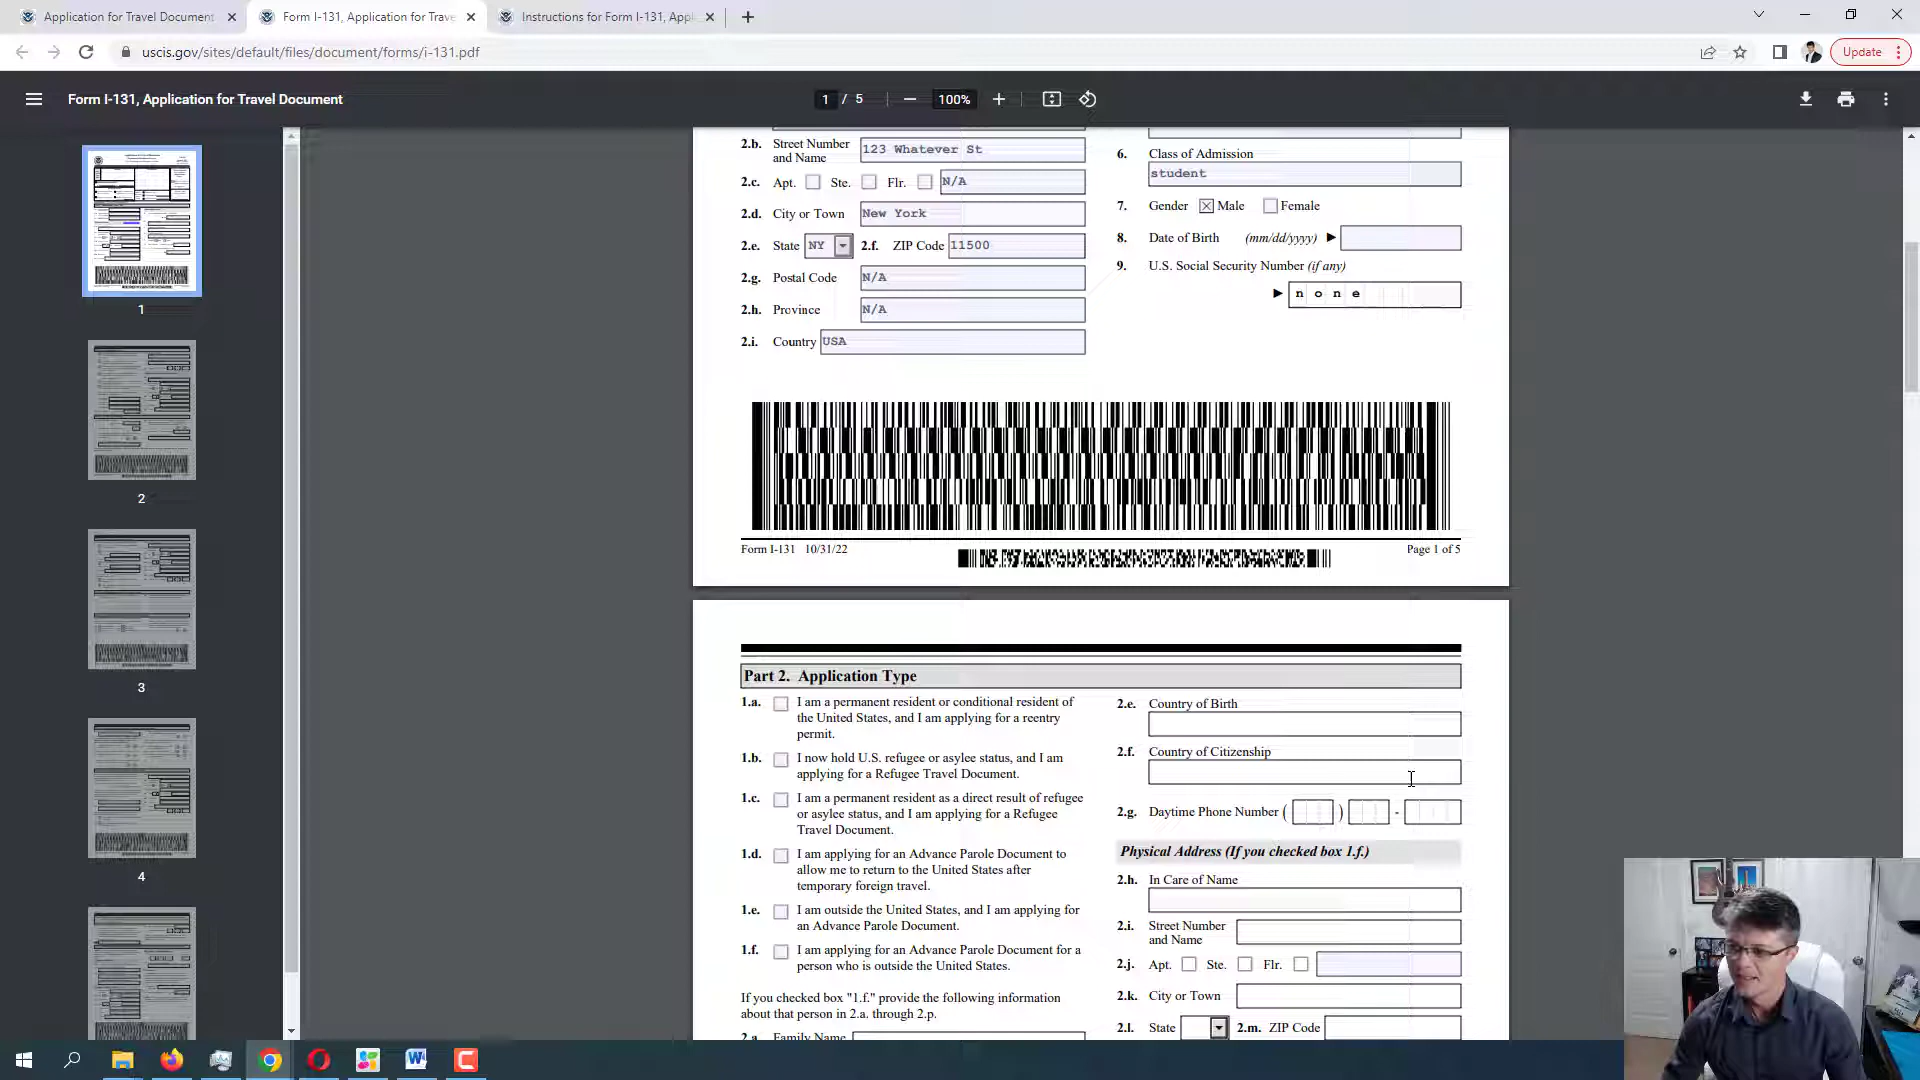 Application for Travel Document
Form I-131, Application for Trave
Instructions for Form I-131, Appl
uscis.gov/sites/default/files/document/forms/i-131.pdf
Update
Form I-131, Application for Travel Document
1 / 5
100%
1
2
3
4
2.b. Street Number and Name 123 Whatever St
2.c. Apt. Ste. Flr. N/A
2.d. City or Town New York
2.e. State NY 2.f. ZIP Code 11500
2.g. Postal Code N/A
2.h. Province N/A
2.i. Country USA
6. Class of Admission
student
7. Gender Male Female
8. Date of Birth (mm/dd/yyyy) ►
9. U.S. Social Security Number (if any)
► none
Form I-131 10/31/22
Page 1 of 5
Part 2. Application Type
1.a. I am a permanent resident or conditional resident of
the United States, and I am applying for a reentry
permit.
1.b. I now hold U.S. refugee or asylee status, and I am
applying for a Refugee Travel Document.
1.c. I am a permanent resident as a direct result of refugee
or asylee status, and I am applying for a Refugee
Travel Document.
1.d. I am applying for an Advance Parole Document to
allow me to return to the United States after
temporary foreign travel.
1.e. I am outside the United States, and I am applying for
an Advance Parole Document.
1.f. I am applying for an Advance Parole Document for a
person who is outside the United States.
If you checked box "1.f." provide the following information
about that person in 2.a. through 2.p.
2.a. Family Name
2.e. Country of Birth
2.f. Country of Citizenship
2.g. Daytime Phone Number ( ) -
Physical Address (If you checked box 1.f.)
2.h. In Care of Name
2.i. Street Number
and Name
2.j. Apt. Ste. Flr.
2.k. City or Town
2.l. State 2.m. ZIP Code